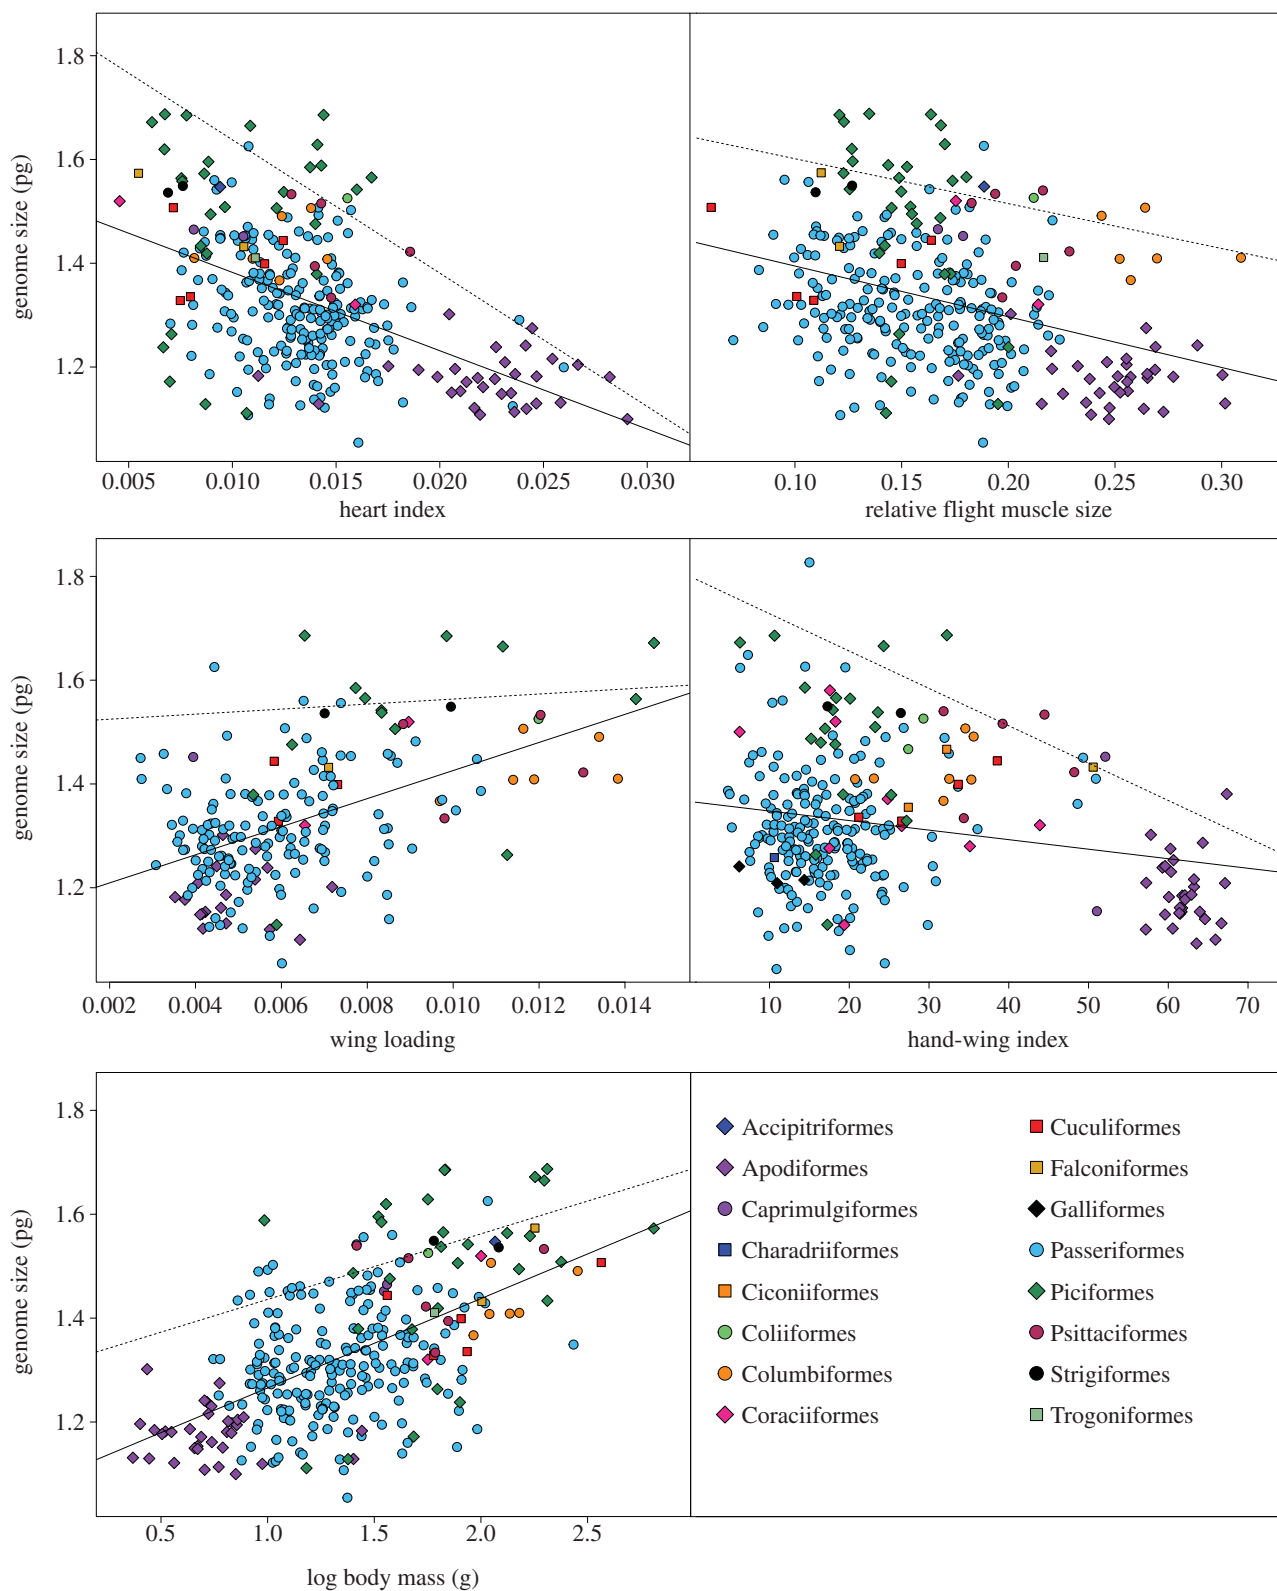 genome size (pg)
1.8
1.6
1.4
1.2
0.005 0.010 0.015 0.020 0.025 0.030
heart index
0.10 0.15 0.20 0.25 0.30
relative flight muscle size
genome size (pg)
1.8
1.6
1.4
1.2
0.002 0.004 0.006 0.008 0.010 0.012 0.014
wing loading
10 20 30 40 50 60 70
hand-wing index
genome size (pg)
1.8
1.6
1.4
1.2
0.5 1.0 1.5 2.0 2.5
log body mass (g)
Accipitriformes
Apodiformes
Caprimulgiformes
Charadriiformes
Ciconiiformes
Coliiformes
Columbiformes
Coraciiformes
Cuculiformes
Falconiformes
Galliformes
Passeriformes
Piciformes
Psittaciformes
Strigiformes
Trogoniformes